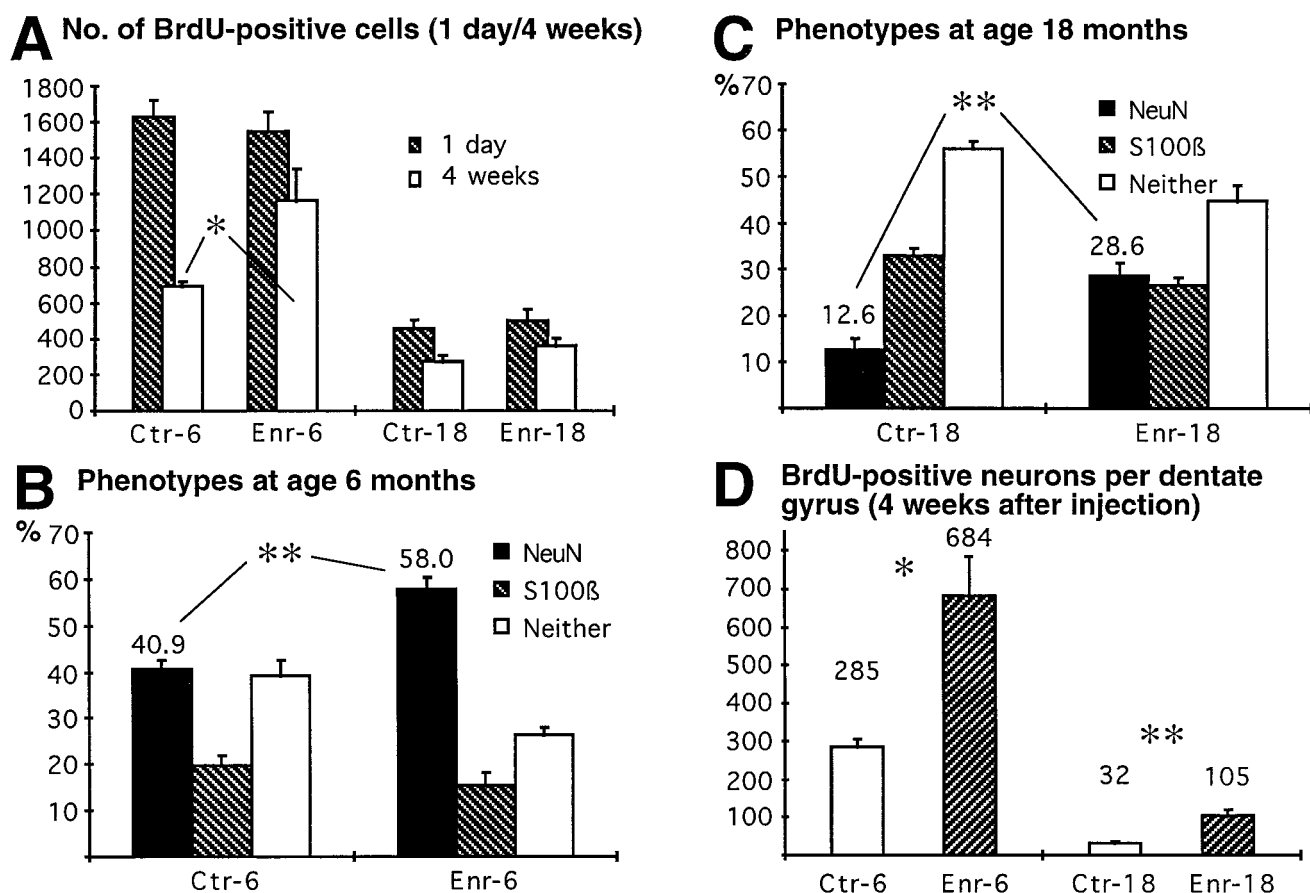 A No. of BrdU-positive cells (1 day/4 weeks)
1800
1600
1400
1200
1000
800
600
400
200
0
*
1 day
4 weeks
Ctr-6 Enr-6 Ctr-18 Enr-18
B Phenotypes at age 6 months
% 70
60
50
40
30
20
10
40.9
**
58.0
NeuN
S100ß
Neither
Ctr-6 Enr-6
C Phenotypes at age 18 months
%70
60
50
40
30
20
10
12.6
**
28.6
NeuN
S100ß
Neither
Ctr-18 Enr-18
D BrdU-positive neurons per dentate
gyrus (4 weeks after injection)
800
700
600
500
400
300
200
100
285
*
684
32
**
105
Ctr-6 Enr-6 Ctr-18 Enr-18